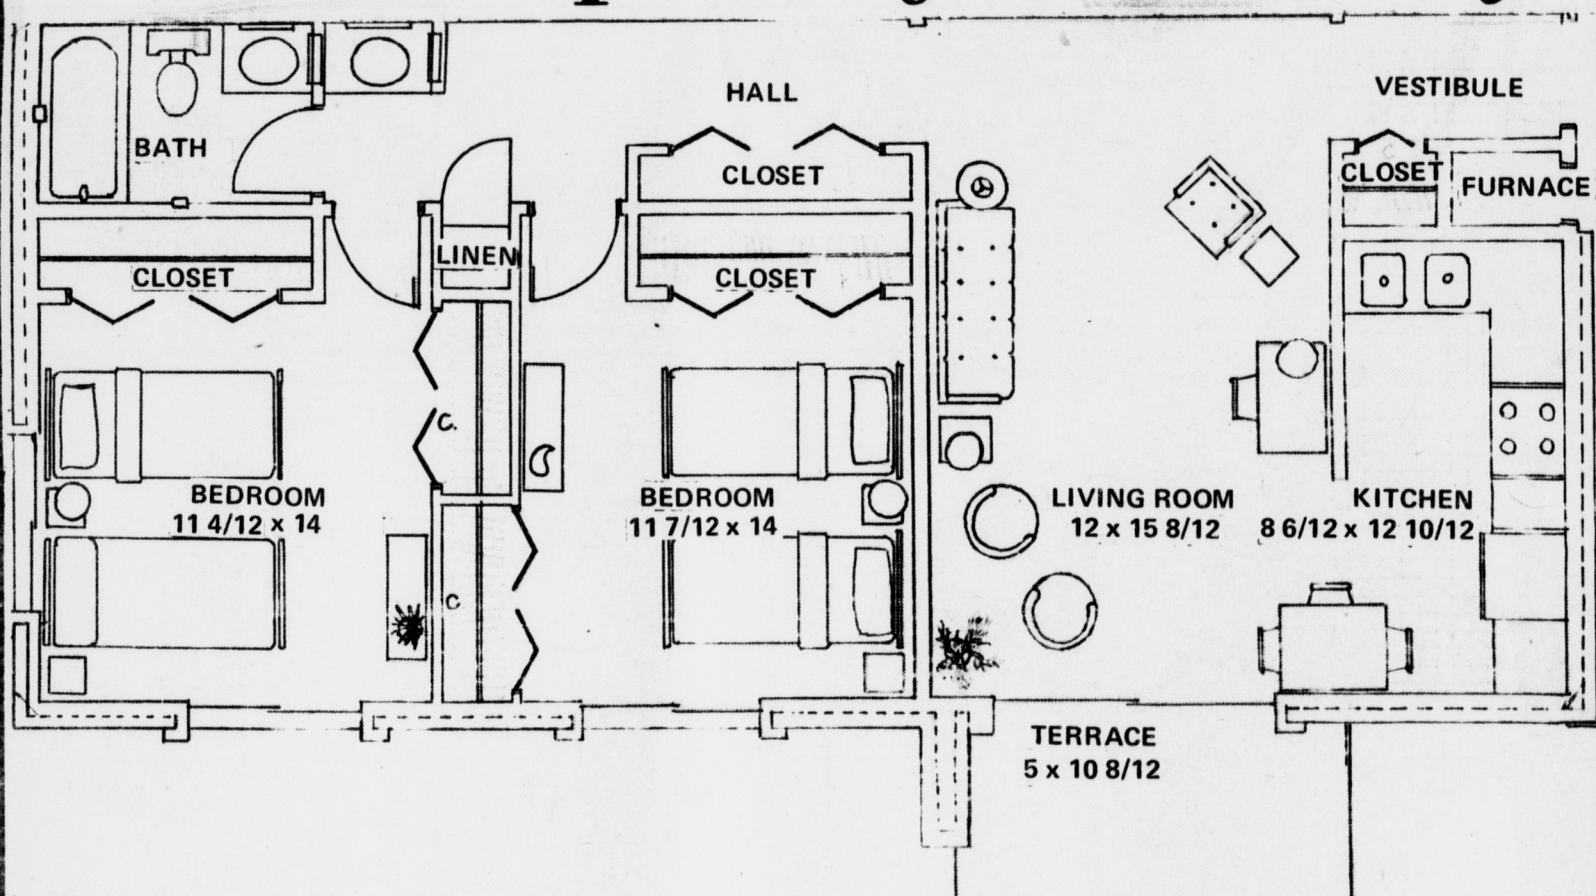 HALL
VESTIBULE
BATH
CLOSET
C
CLOSET
FURNACE
LINEN
CLOSET
CLOSET
C.
BEDROOM
11 4/12 x 14
BEDROOM
11 7/12 x 14
LIVING ROOM
12 x 15 8/12
KITCHEN
8 6/12 x 12 10/12
C
TERRACE
5 x 10 8/12